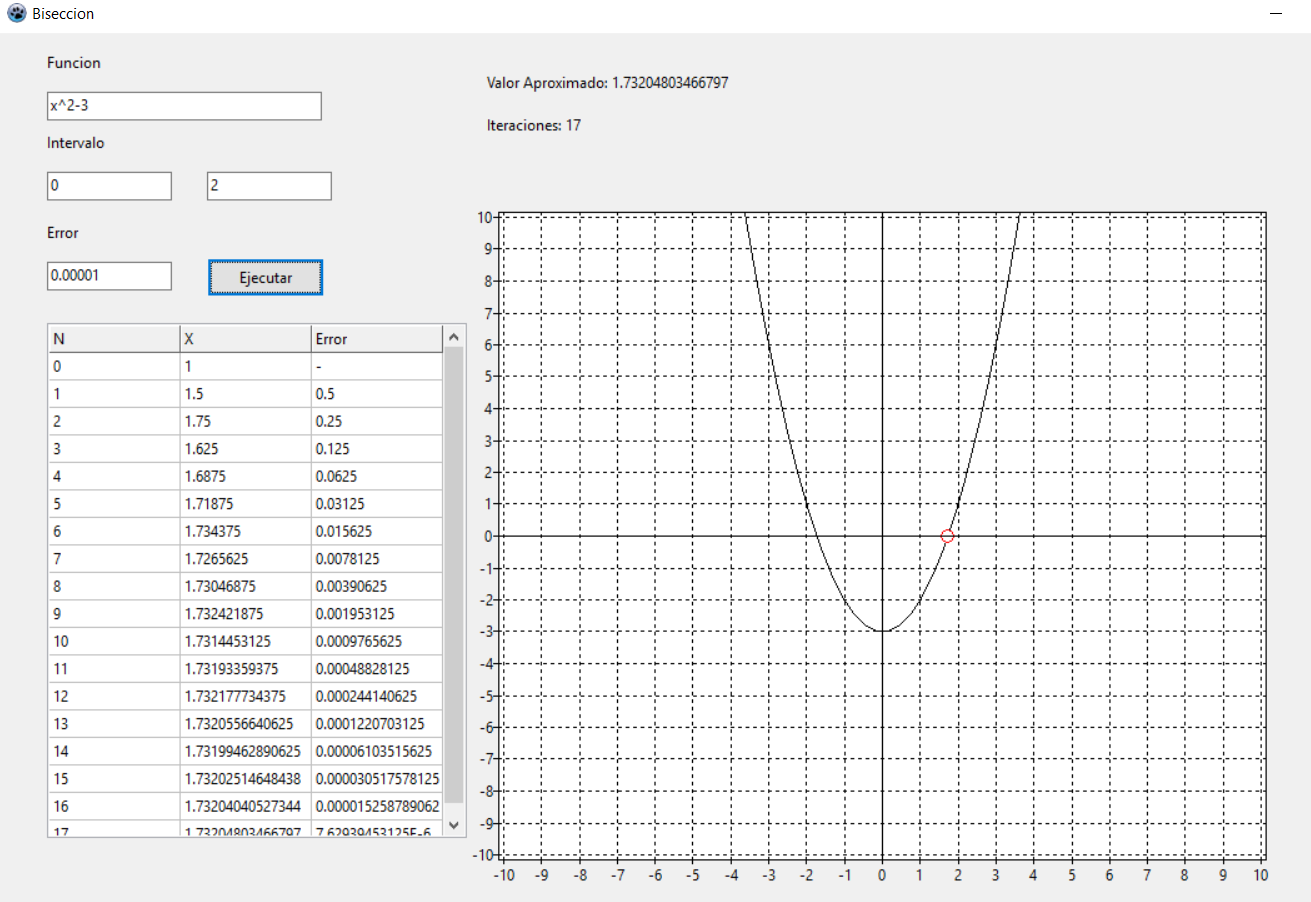 Biseccion
Funcion
x^2-3
Intervalo
0 2
Error
0.00001 Ejecutar
N X Error
0 1 -
1 1.5 0.5
2 1.75 0.25
3 1.625 0.125
4 1.6875 0.0625
5 1.71875 0.03125
6 1.734375 0.015625
7 1.7265625 0.0078125
8 1.73046875 0.00390625
9 1.732421875 0.001953125
10 1.7314453125 0.0009765625
11 1.73193359375 0.00048828125
12 1.732177734375 0.000244140625
13 1.7320556640625 0.0001220703125
14 1.73199462890625 0.00006103515625
15 1.73202514648438 0.000030517578125
16 1.73204040527344 0.000015258789062
17 1.73204803466797 7.62939453125E-6
Valor Aproximado: 1.73204803466797
Iteraciones: 17
10
9
8
7
6
5
4
3
2
1
0
-1
-2
-3
-4
-5
-6
-7
-8
-9
-10
-10 -9 -8 -7 -6 -5 -4 -3 -2 -1 0 1 2 3 4 5 6 7 8 9 10